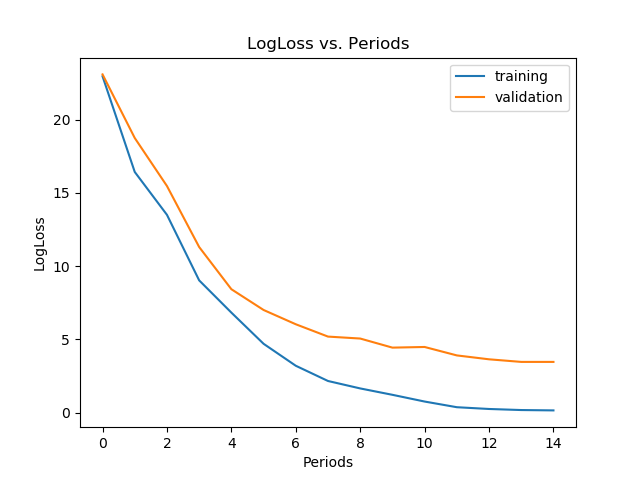 LogLoss vs. Periods
training
validation
LogLoss
20
15
10
5
0
0 2 4 6 8 10 12 14
Periods